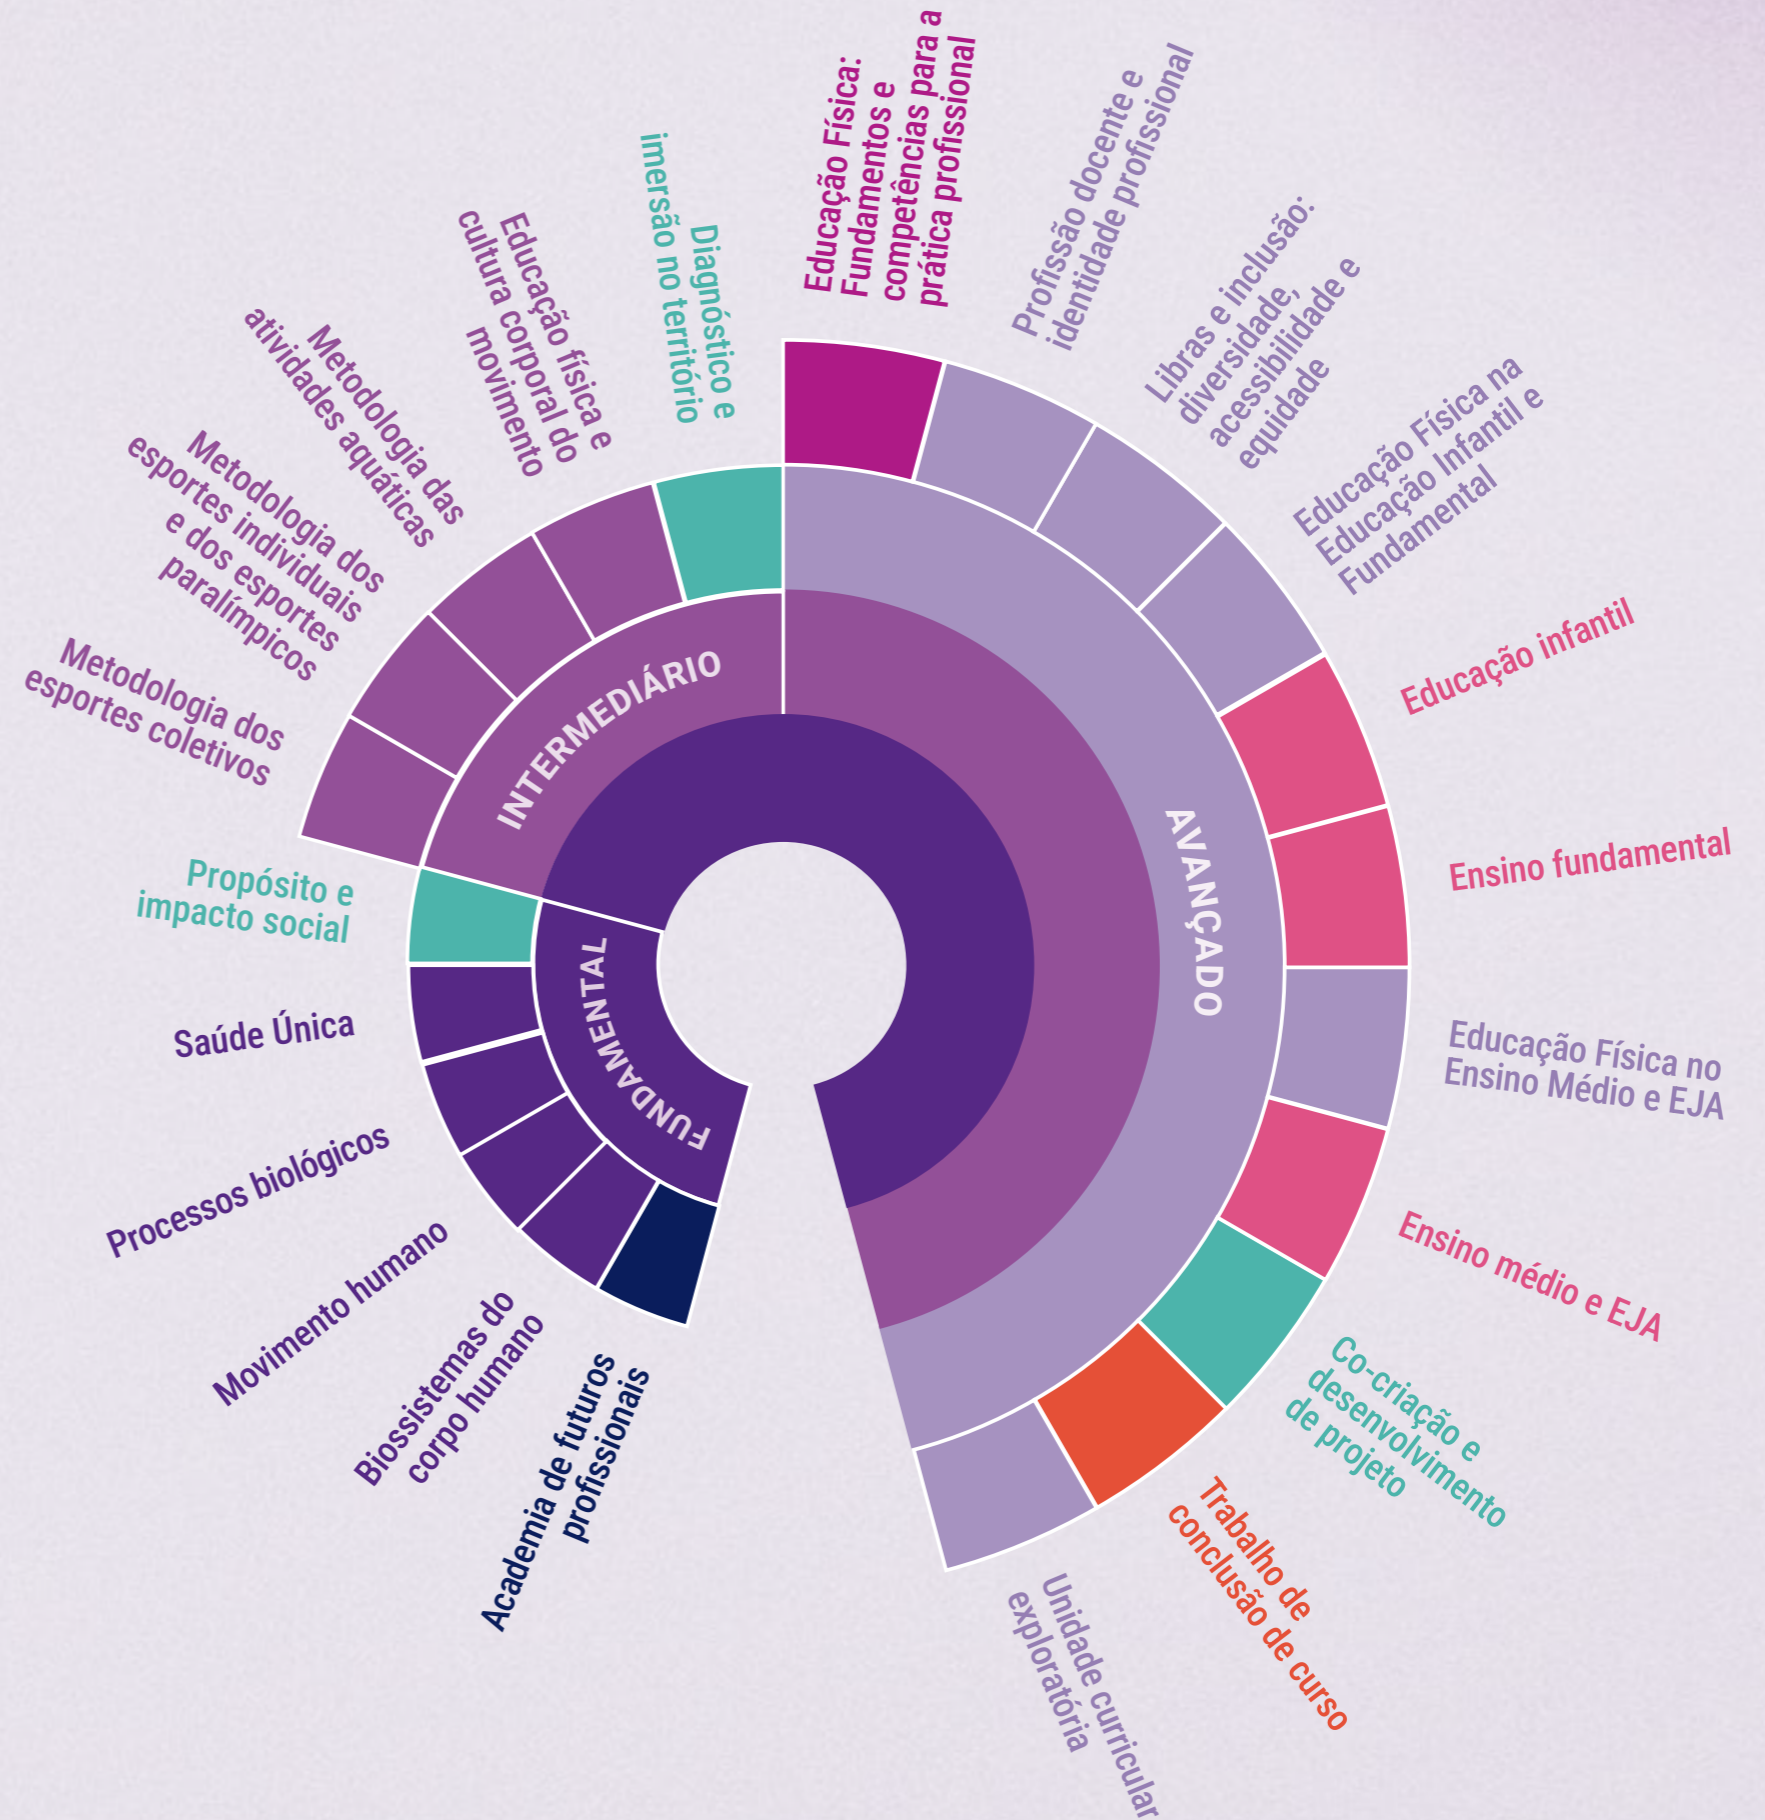 FUNDAMENTAL
Academia de futuros
profissionais
Biossistemas do
corpo humano
Movimento humano
Processos biológicos
Saúde Única
Propósito e
impacto social
INTERMEDIÁRIO
Metodologia dos
esportes coletivos
Metodologia dos
esportes individuais
e dos esportes
paralímpicos
Metodologia das
atividades aquáticas
Educação física e
cultura corporal do
movimento
Diagnóstico e
imersão no território
AVANÇADO
Educação Física:
Fundamentos e
competências para a
prática profissional
Profissão docente e
identidade profissional
Libras e inclusão:
diversidade,
acessibilidade e
equidade
Educação Física na
Educação Infantil e
Fundamental
Educação infantil
Ensino fundamental
Educação Física no
Ensino Médio e EJA
Ensino médio e EJA
Co-criação e
desenvolvimento
de projeto
Trabalho de
conclusão de curso
Unidade curricular
exploratória